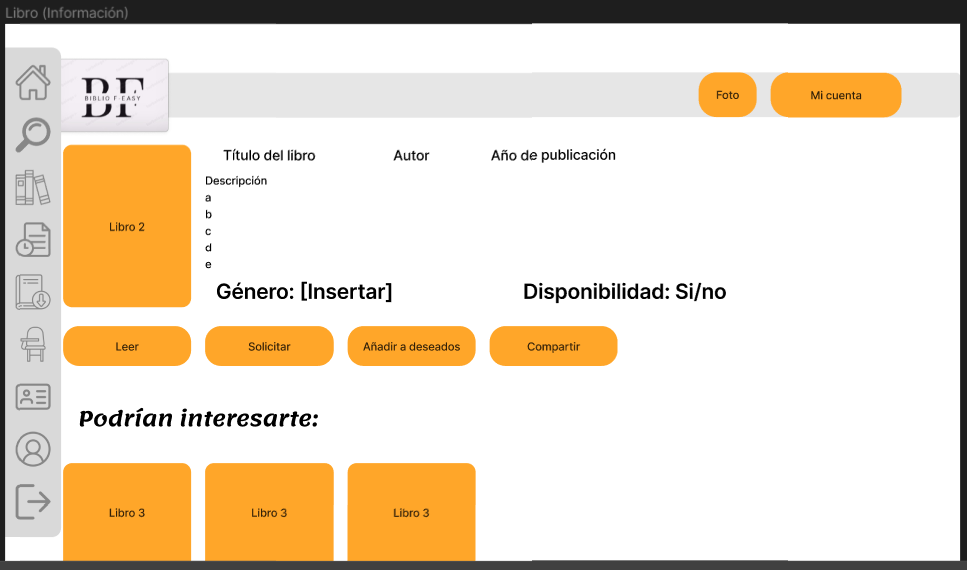 Libro (Información)
BF
BIBLIO F-EASY
Foto
Mi cuenta
Título del libro
Autor
Año de publicación
Descripción
a
b
c
d
e
Libro 2
Género: [Insertar]
Disponibilidad: Si/no
Leer
Solicitar
Añadir a deseados
Compartir
Podrían interesarte:
Libro 3
Libro 3
Libro 3